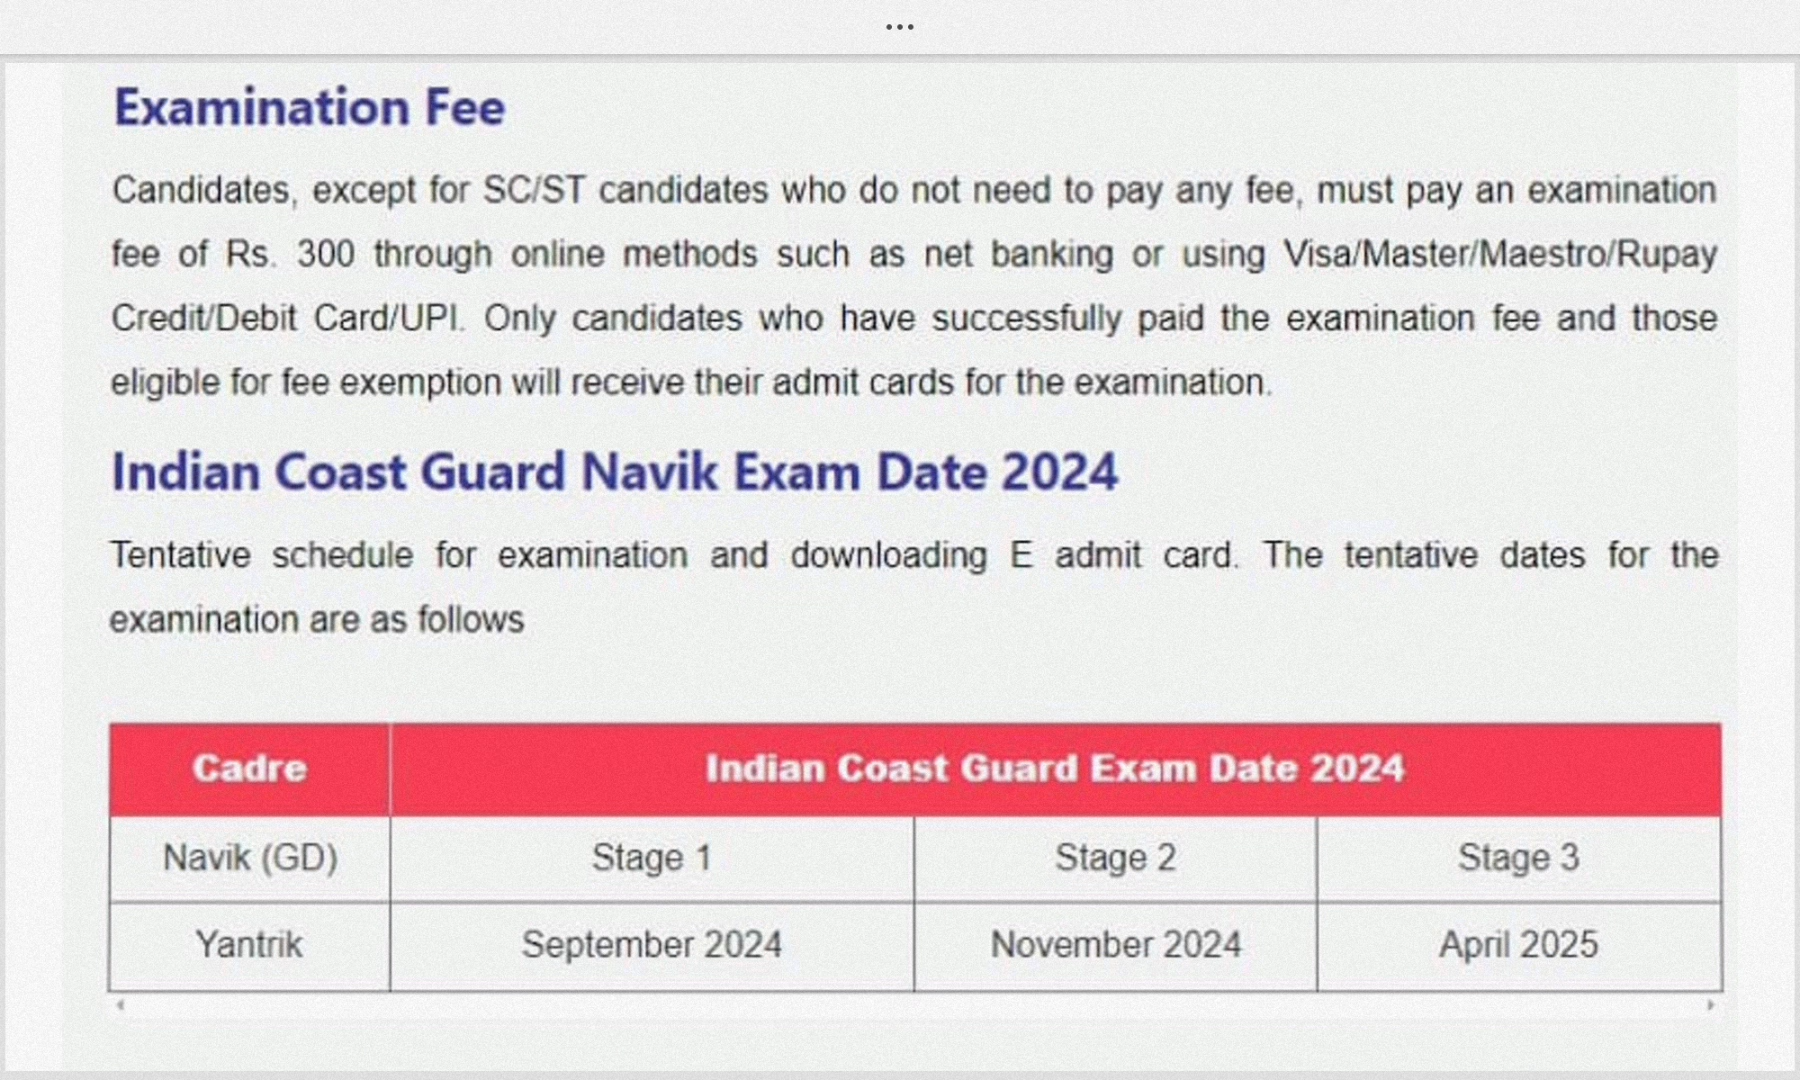 Examination Fee
Candidates, except for SC/ST candidates who do not need to pay any fee, must pay an examination
fee of Rs. 300 through online methods such as net banking or using Visa/Master/Maestro/Rupay
Credit/Debit Card/UPI. Only candidates who have successfully paid the examination fee and those
eligible for fee exemption will receive their admit cards for the examination.
Indian Coast Guard Navik Exam Date 2024
Tentative schedule for examination and downloading E admit card. The tentative dates for the
examination are as follows
Cadre Indian Coast Guard Exam Date 2024
Navik (GD) Stage 1 Stage 2 Stage 3
Yantrik September 2024 November 2024 April 2025